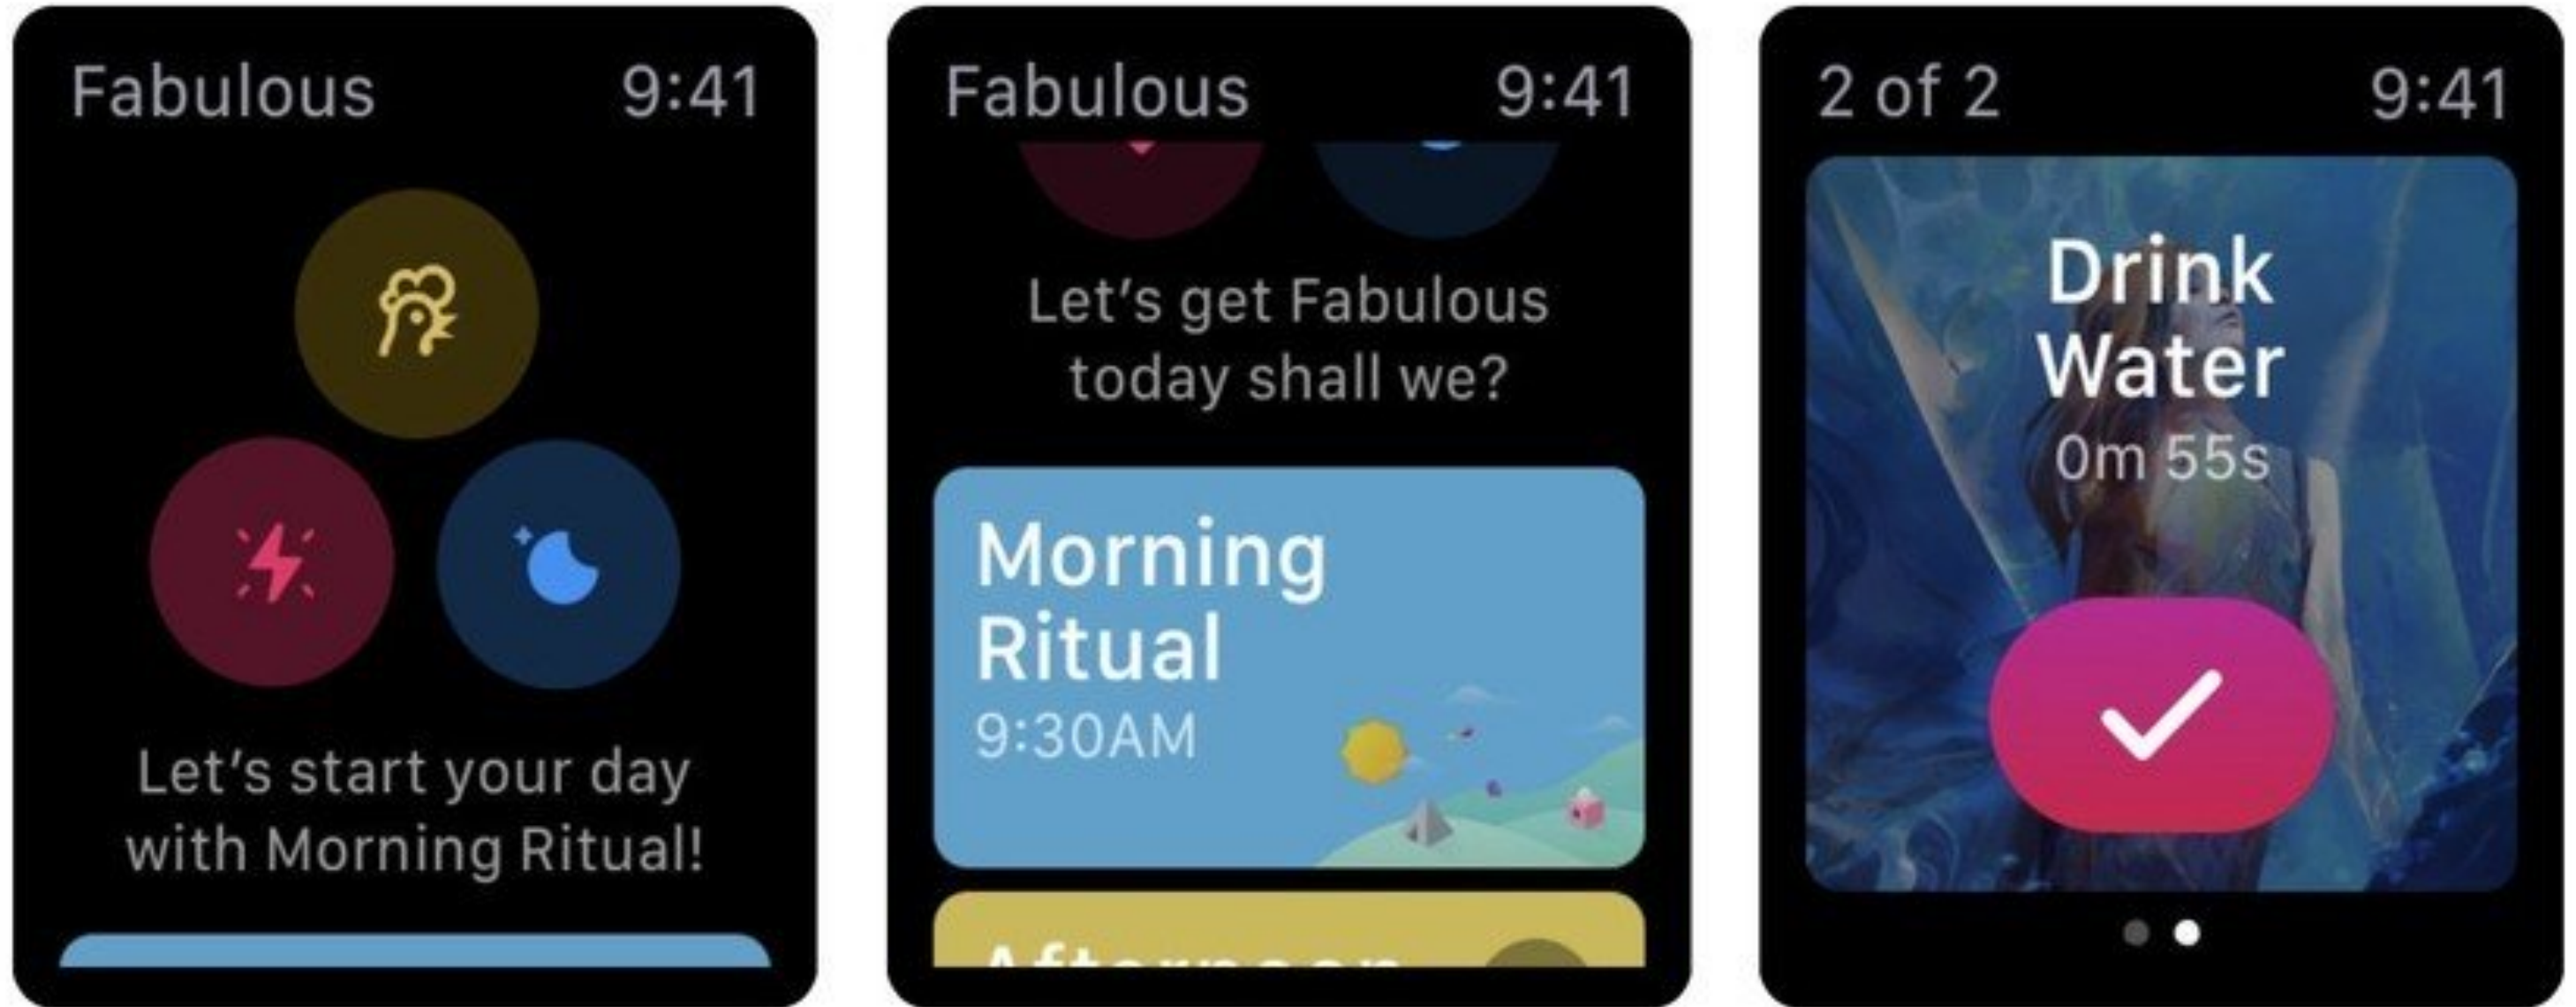 Fabulous 9:41
Let's start your day
with Morning Ritual!
Fabulous 9:41
Let's get Fabulous
today shall we?
Morning
Ritual
9:30AM
Afternoon
2 of 2 9:41
Drink
Water
0m 55s